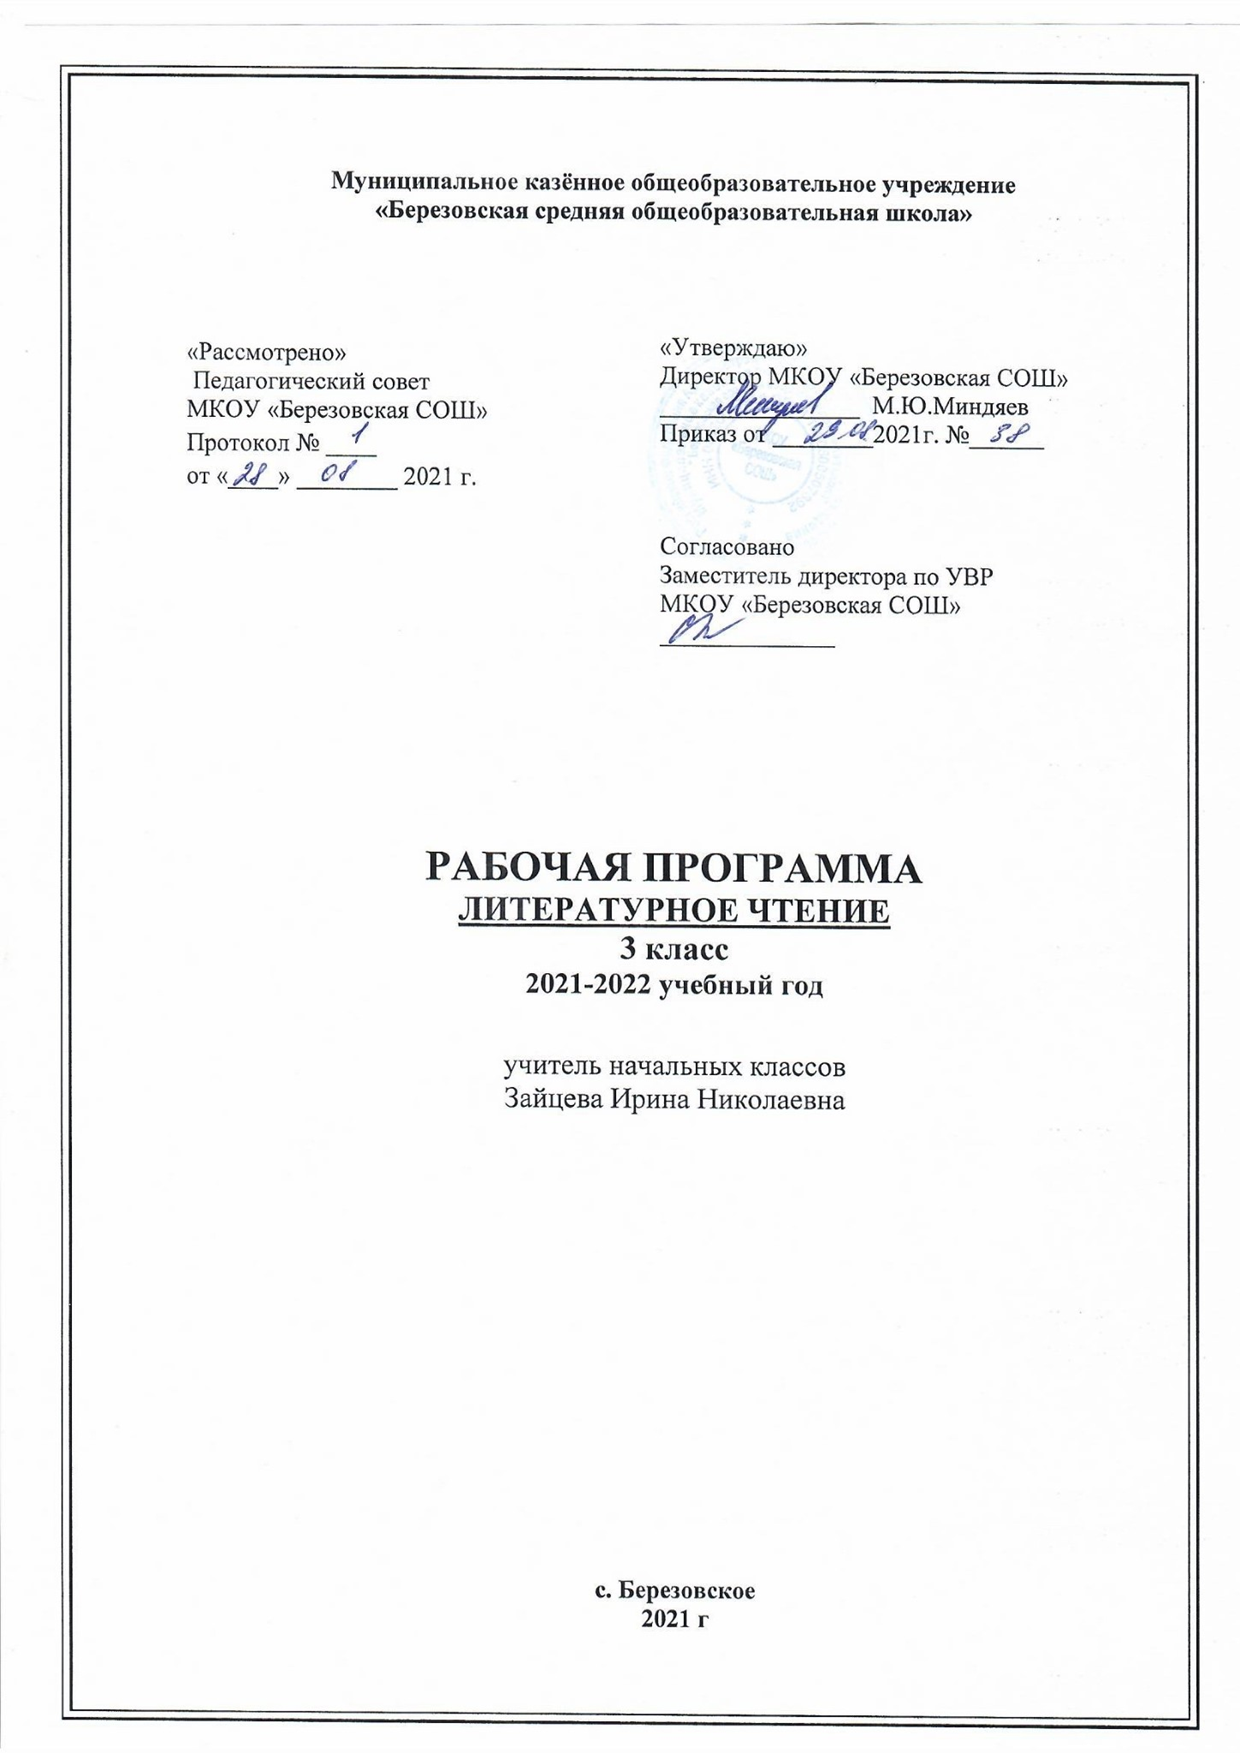 Муниципальное казённое общеобразовательное учреждение
«Березовская средняя общеобразовательная школа»
«Рассмотрено»
Педагогический совет
МКОУ «Березовская СОШ»
Протокол № 1
от «28» 08 2021 г.
«Утверждаю»
Директор МКОУ «Березовская СОШ»
М.Ю.Миндяев
Приказ от 29.08 2021г. № 38
Согласовано
Заместитель директора по УВР
МКОУ «Березовская СОШ»
РАБОЧАЯ ПРОГРАММА
ЛИТЕРАТУРНОЕ ЧТЕНИЕ
3 класс
2021-2022 учебный год
учитель начальных классов
Зайцева Ирина Николаевна
с. Березовское
2021 г